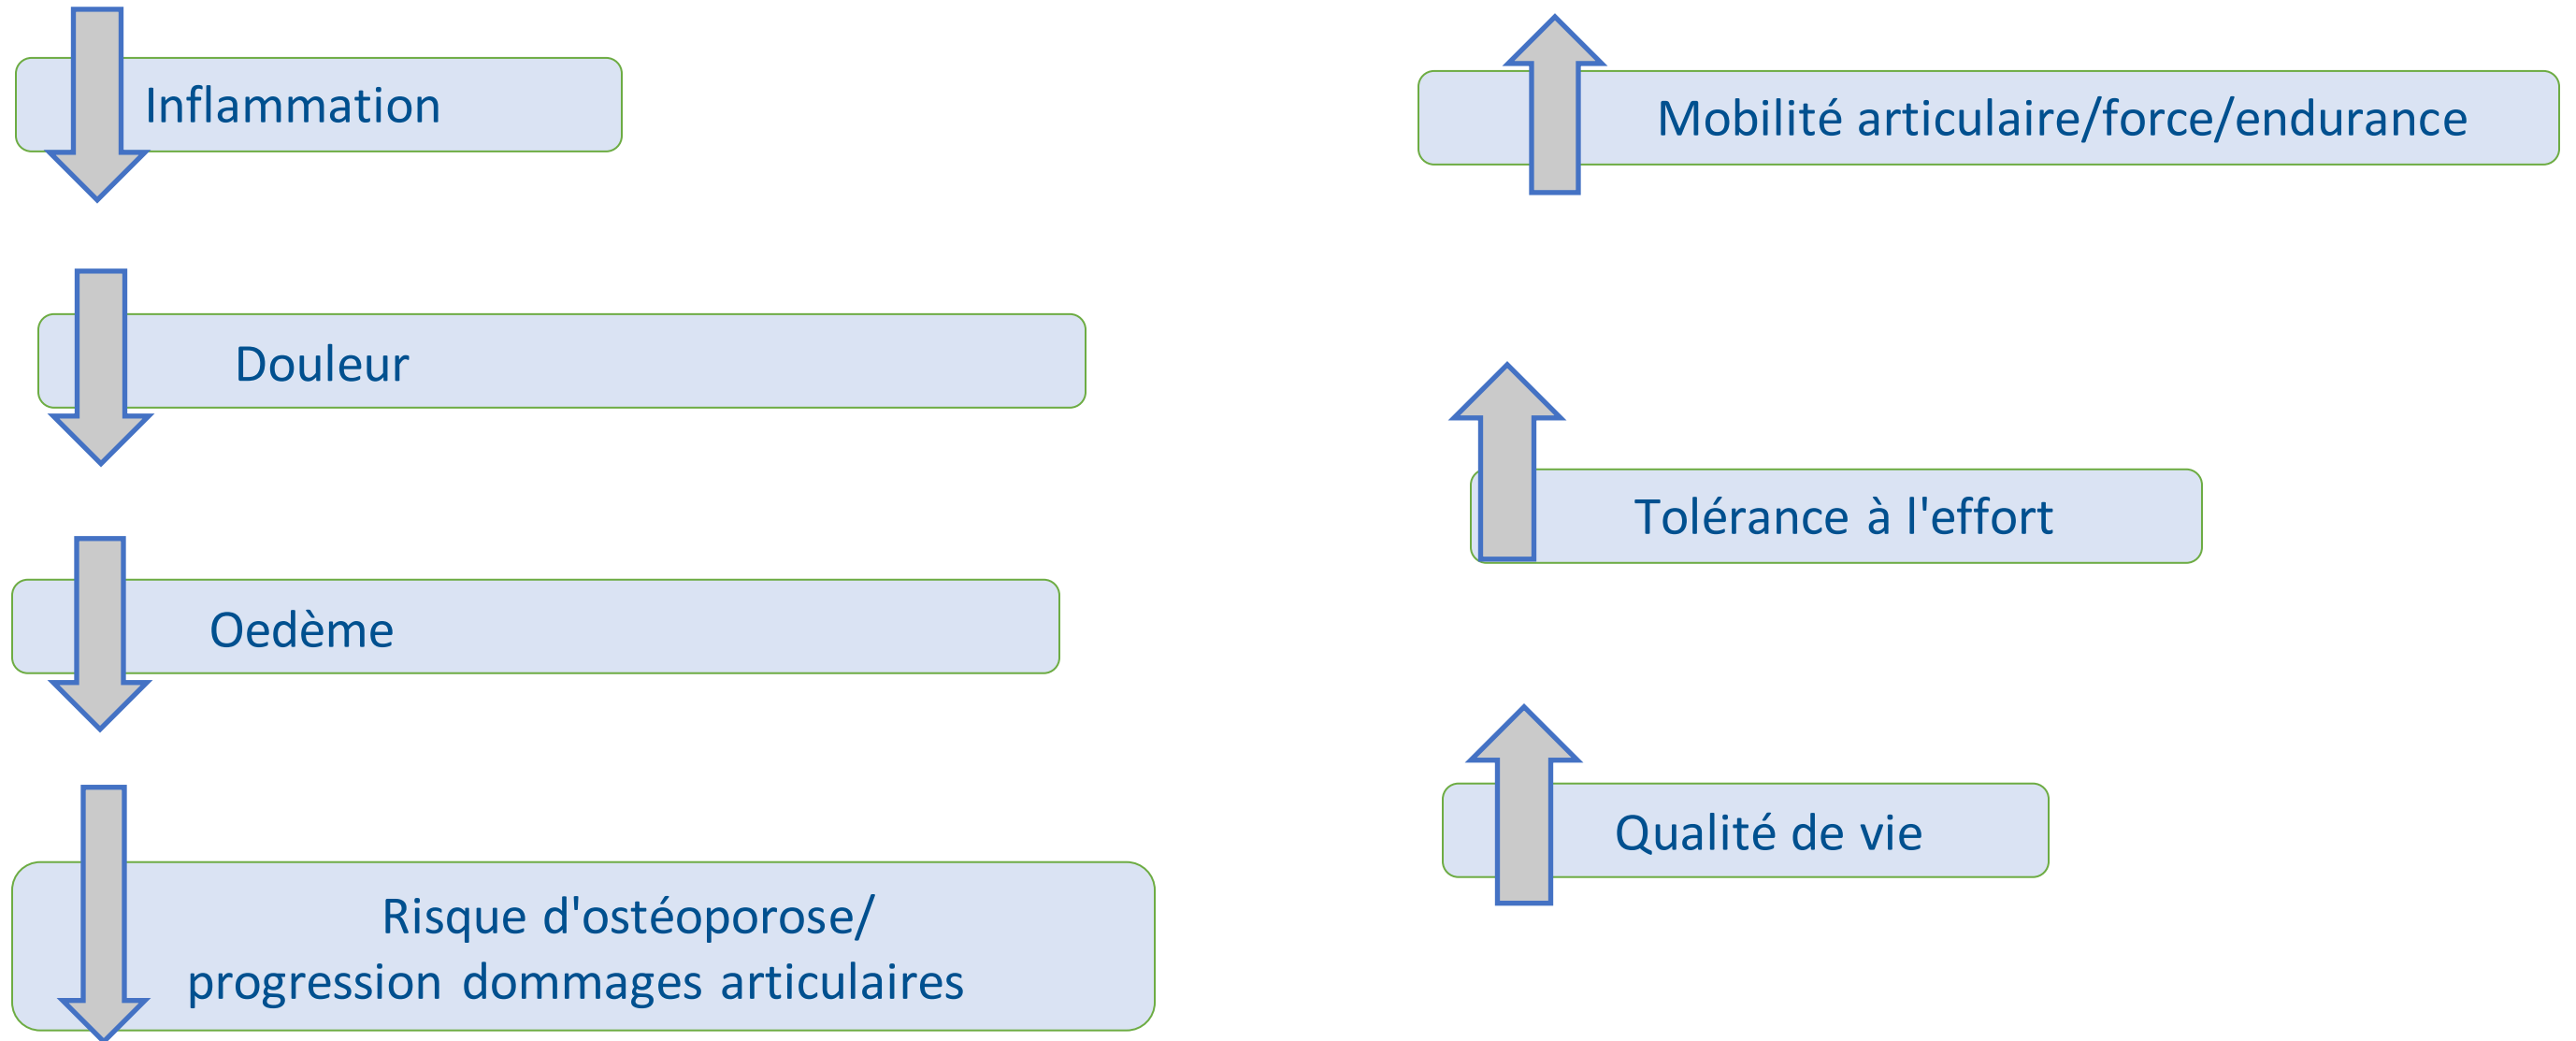 Inflammation
Douleur
Oedème
Risque d'ostéoporose/
progression dommages articulaires
Mobilité articulaire/force/endurance
Tolérance à l'effort
Qualité de vie